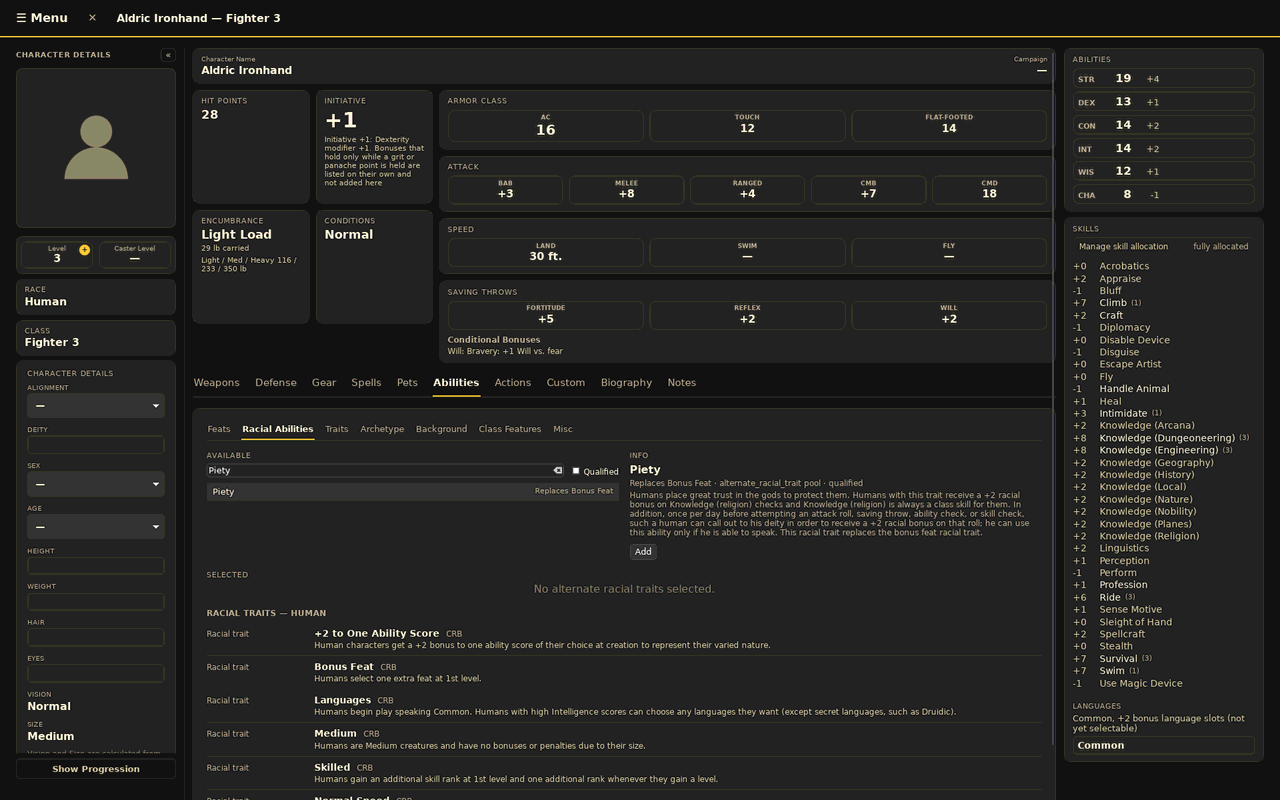 ☰ Menu × Aldric Ironhand — Fighter 3
CHARACTER DETAILS «
Level
3
+
Caster Level
—
RACE
Human
CLASS
Fighter 3
CHARACTER DETAILS
ALIGNMENT
—
DEITY
SEX
—
AGE
—
HEIGHT
WEIGHT
HAIR
EYES
VISION
Normal
SIZE
Medium
Vision and Size are calculated from
Show Progression
Character Name
Aldric Ironhand
Campaign
—
HIT POINTS
28
INITIATIVE
+1
Initiative +1: Dexterity
modifier +1. Bonuses that
hold only while a grit or
panache point is held are
listed on their own and
not added here
ENCUMBRANCE
Light Load
29 lb carried
Light / Med / Heavy 116 /
233 / 350 lb
CONDITIONS
Normal
ARMOR CLASS
AC
16
TOUCH
12
FLAT-FOOTED
14
ATTACK
BAB
+3
MELEE
+8
RANGED
+4
CMB
+7
CMD
18
SPEED
LAND
30 ft.
SWIM
—
FLY
—
SAVING THROWS
FORTITUDE
+5
REFLEX
+2
WILL
+2
Conditional Bonuses
Will: Bravery: +1 Will vs. fear
Weapons Defense Gear Spells Pets Abilities Actions Custom Biography Notes
Feats Racial Abilities Traits Archetype Background Class Features Misc
AVAILABLE
Piety
Qualified
Piety Replaces Bonus Feat
INFO
Piety
Replaces Bonus Feat · alternate_racial_trait pool · qualified
Humans place great trust in the gods to protect them. Humans with this trait receive a +2 racial
bonus on Knowledge (religion) checks and Knowledge (religion) is always a class skill for them. In
addition, once per day before attempting an attack roll, saving throw, ability check, or skill check,
such a human can call out to his deity in order to receive a +2 racial bonus on that roll; he can use
this ability only if he is able to speak. This racial trait replaces the bonus feat racial trait.
Add
SELECTED
No alternate racial traits selected.
RACIAL TRAITS — HUMAN
Racial trait +2 to One Ability Score CRB
Human characters get a +2 bonus to one ability score of their choice at creation to represent their varied nature.
Racial trait Bonus Feat CRB
Humans select one extra feat at 1st level.
Racial trait Languages CRB
Humans begin play speaking Common. Humans with high Intelligence scores can choose any languages they want (except secret languages, such as Druidic).
Racial trait Medium CRB
Humans are Medium creatures and have no bonuses or penalties due to their size.
Racial trait Skilled CRB
Humans gain an additional skill rank at 1st level and one additional rank whenever they gain a level.
Racial trait Normal Speed CRB
ABILITIES
STR 19 +4
DEX 13 +1
CON 14 +2
INT 14 +2
WIS 12 +1
CHA 8 -1
SKILLS
Manage skill allocation fully allocated
+0 Acrobatics
+2 Appraise
-1 Bluff
+7 Climb (1)
+2 Craft
-1 Diplomacy
+0 Disable Device
-1 Disguise
+0 Escape Artist
+0 Fly
-1 Handle Animal
+1 Heal
+3 Intimidate (1)
+2 Knowledge (Arcana)
+8 Knowledge (Dungeoneering) (3)
+8 Knowledge (Engineering) (3)
+2 Knowledge (Geography)
+2 Knowledge (History)
+2 Knowledge (Local)
+2 Knowledge (Nature)
+2 Knowledge (Nobility)
+2 Knowledge (Planes)
+2 Knowledge (Religion)
+2 Linguistics
+1 Perception
-1 Perform
+1 Profession
+6 Ride (3)
+1 Sense Motive
+0 Sleight of Hand
+2 Spellcraft
+0 Stealth
+7 Survival (3)
+7 Swim (1)
-1 Use Magic Device
LANGUAGES
Common, +2 bonus language slots (not
yet selectable)
Common